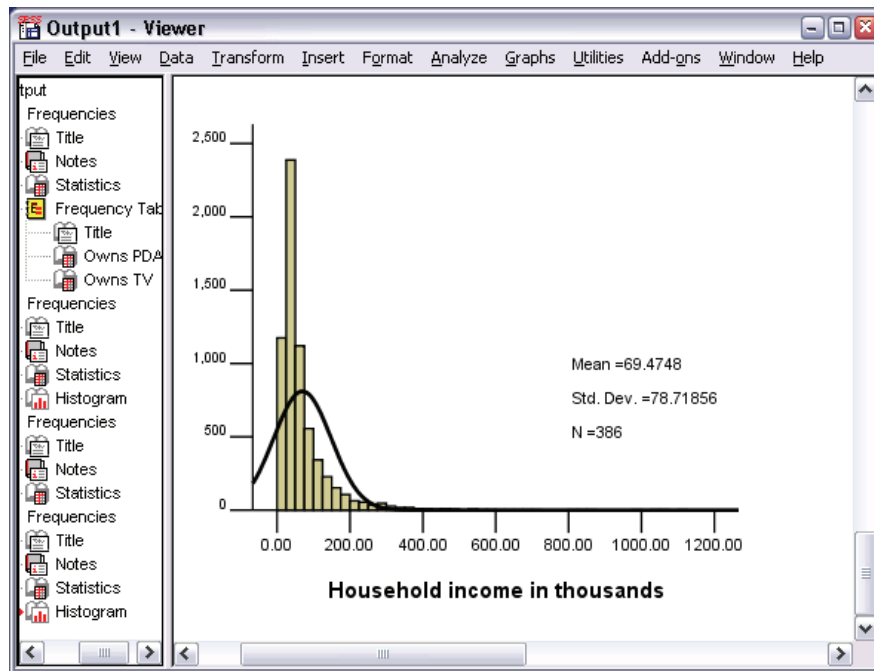 SPSS
Output1 - Viewer
File Edit View Data Transform Insert Format Analyze Graphs Utilities Add-ons Window Help
tput
Frequencies
Title
Notes
Statistics
Frequency Tab
Title
Owns PDA
Owns TV
Frequencies
Title
Notes
Statistics
Histogram
Frequencies
Title
Notes
Statistics
Frequencies
Title
Notes
Statistics
Histogram
2,500
2,000
1,500
1,000
500
0
Mean =69.4748
Std. Dev. =78.71856
N =386
0.00 200.00 400.00 600.00 800.00 1000.00 1200.00
Household income in thousands